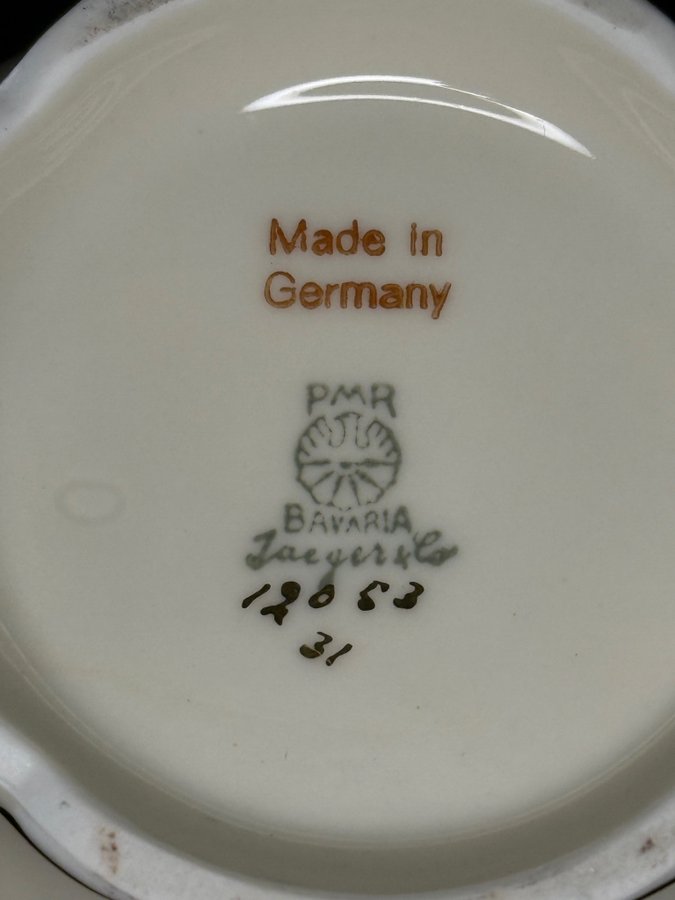 Made in
Germany
PMR
BAVARIA
Jaeger & Co
12053
31